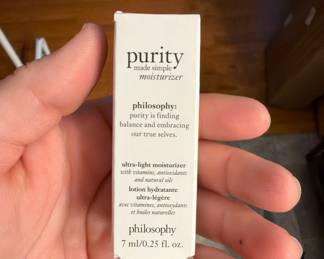 purity
made simple
moisturizer
philosophy:
purity is finding
balance and embracing
our true selves.
ultra-light moisturizer
with vitamins, antioxidants
and natural oils
lotion hydratante
ultra-légère
avec vitamines, antioxydants
et huiles naturelles
philosophy
7 ml/0.25 fl. oz.